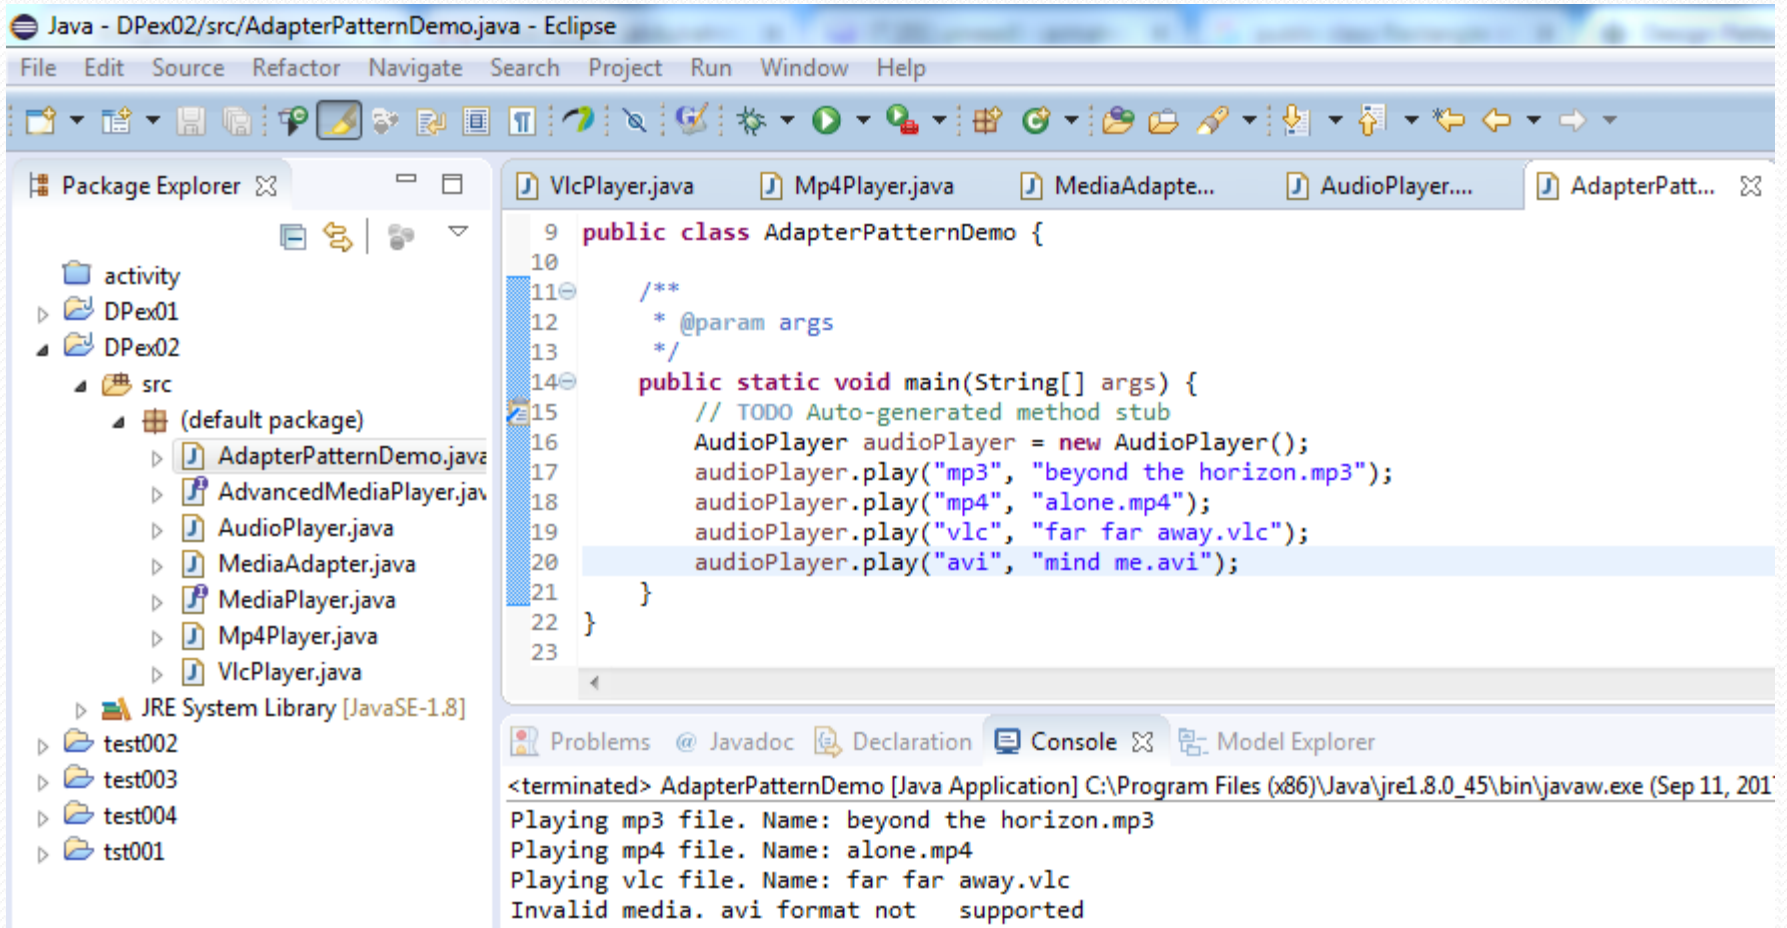 Java - DPex02/src/AdapterPatternDemo.java - Eclipse
File Edit Source Refactor Navigate Search Project Run Window Help
Package Explorer
activity
DPex01
DPex02
src
(default package)
AdapterPatternDemo.java
AdvancedMediaPlayer.jav
AudioPlayer.java
MediaAdapter.java
MediaPlayer.java
Mp4Player.java
VlcPlayer.java
JRE System Library [JavaSE-1.8]
test002
test003
test004
tst001
VlcPlayer.java Mp4Player.java MediaAdapte... AudioPlayer.... AdapterPatt...
9 public class AdapterPatternDemo {
10
11 /**
12 * @param args
13 */
14 public static void main(String[] args) {
15 // TODO Auto-generated method stub
16 AudioPlayer audioPlayer = new AudioPlayer();
17 audioPlayer.play("mp3", "beyond the horizon.mp3");
18 audioPlayer.play("mp4", "alone.mp4");
19 audioPlayer.play("vlc", "far far away.vlc");
20 audioPlayer.play("avi", "mind me.avi");
21 }
22 }
23
Problems @ Javadoc Declaration Console Model Explorer
<terminated> AdapterPatternDemo [Java Application] C:\Program Files (x86)\Java\jre1.8.0_45\bin\javaw.exe (Sep 11, 201
Playing mp3 file. Name: beyond the horizon.mp3
Playing mp4 file. Name: alone.mp4
Playing vlc file. Name: far far away.vlc
Invalid media. avi format not   supported